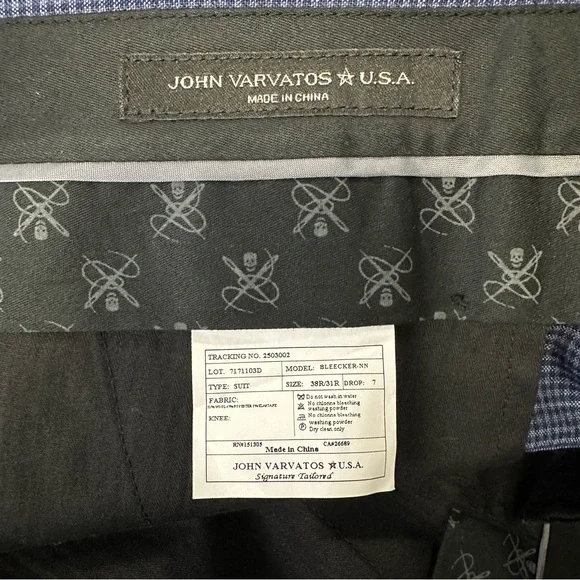 JOHN VARVATOS ☆ U.S.A.
MADE IN CHINA
TRACKING NO. 2503002
LOT. 7171103D MODEL: BLEECKER-NN
TYPE: SUIT SIZE: 38R/31R DROP: 7
FABRIC:
KNEE:
Do not wash in water
No chlorine bleaching
washing powder
No chlorine bleaching
washing powder
Dry clean only
RN#151305 CA#26689
Made in China
JOHN VARVATOS ☆ U.S.A.
Signature Tailored